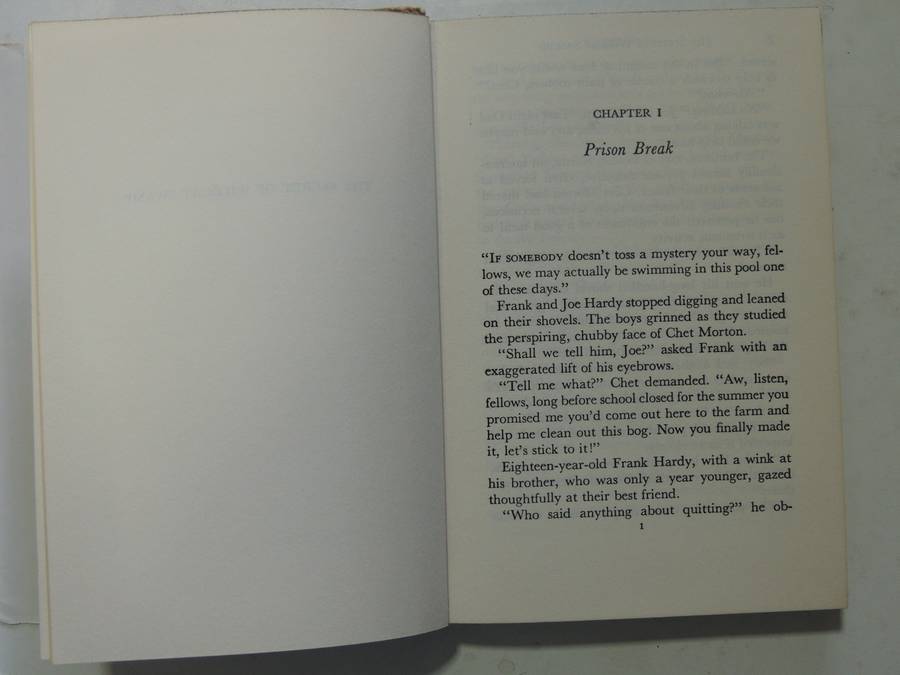 CHAPTER I
Prison Break
"IF SOMEBODY doesn't toss a mystery your way, fel-
lows, we may actually be swimming in this pool one
of these days."
Frank and Joe Hardy stopped digging and leaned
on their shovels. The boys grinned as they studied
the perspiring, chubby face of Chet Morton.
"Shall we tell him, Joe?" asked Frank with an
exaggerated lift of his eyebrows.
"Tell me what?" Chet demanded. "Aw, listen,
fellows, long before school closed for the summer you
promised me you'd come out here to the farm and
help me clean out this bog. Now you finally made
it, let's stick to it!"
Eighteen-year-old Frank Hardy, with a wink at
his brother, who was only a year younger, gazed
thoughtfully at their best friend.
"Who said anything about quitting?" he ob-
1